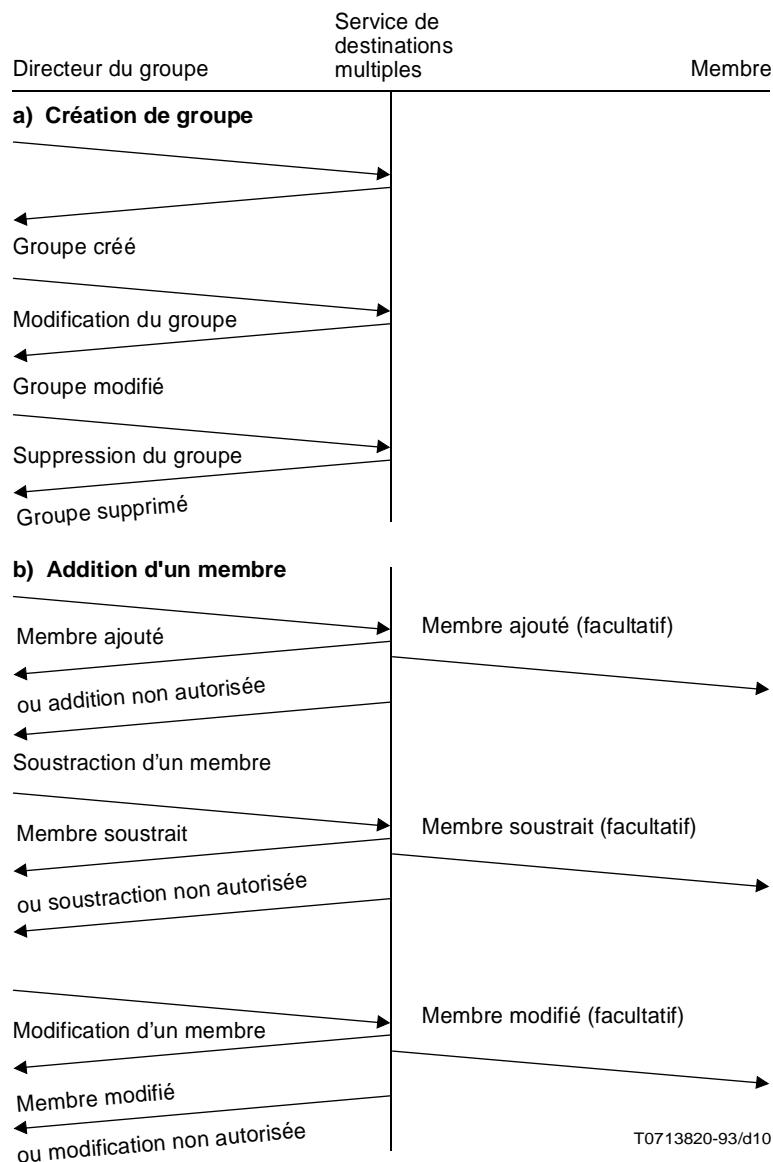 Directeur du groupe
Service de
destinations
multiples
Membre
a) Création de groupe
Groupe créé
Modification du groupe
Groupe modifié
Suppression du groupe
Groupe supprimé
b) Addition d'un membre
Membre ajouté
Membre ajouté (facultatif)
ou addition non autorisée
Soustraction d’un membre
Membre soustrait
Membre soustrait (facultatif)
ou soustraction non autorisée
Modification d’un membre
Membre modifié (facultatif)
Membre modifié
ou modification non autorisée
T0713820-93/d10